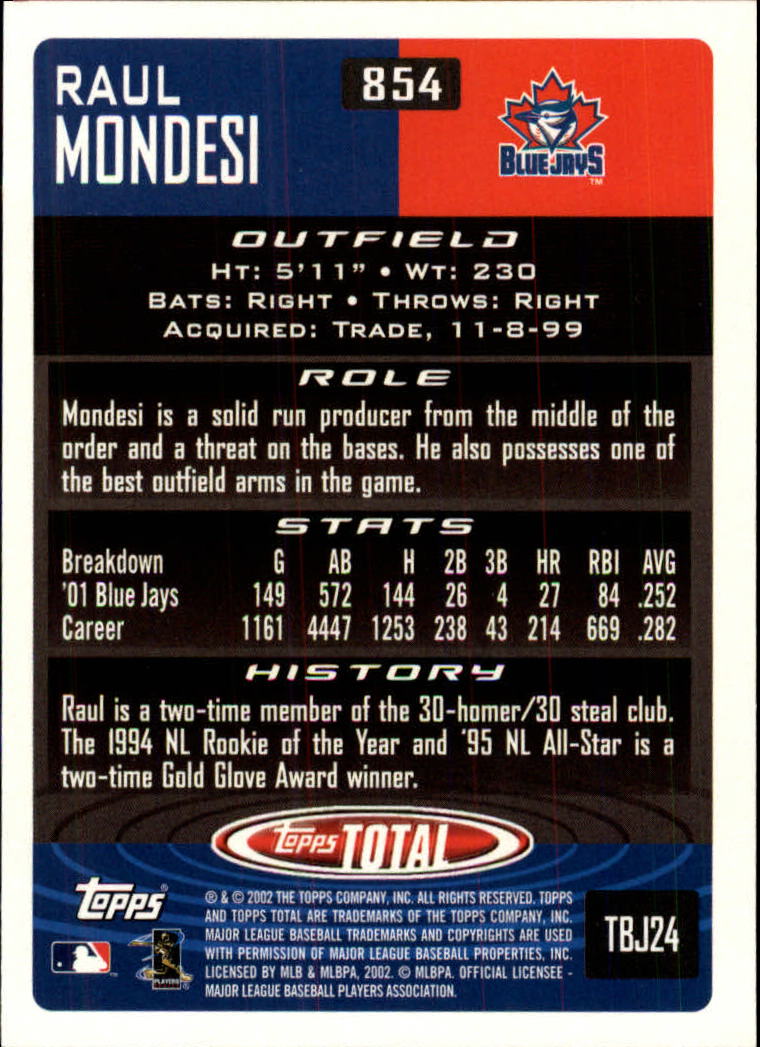 RAUL
MONDESI
854
BLUE JAYS
TM
OUTFIELD
HT: 5'11" • WT: 230
BATS: RIGHT • THROWS: RIGHT
ACQUIRED: TRADE, 11-8-99
ROLE
Mondesi is a solid run producer from the middle of the
order and a threat on the bases. He also possesses one of
the best outfield arms in the game.
STATS
Breakdown G AB H 2B 3B HR RBI AVG
'01 Blue Jays 149 572 144 26 4 27 84 .252
Career 1161 4447 1253 238 43 214 669 .282
HISTORY
Raul is a two-time member of the 30-homer/30 steal club.
The 1994 NL Rookie of the Year and '95 NL All-Star is a
two-time Gold Glove Award winner.
Topps TOTAL
Topps®
® & © 2002 THE TOPPS COMPANY, INC. ALL RIGHTS RESERVED. TOPPS
AND TOPPS TOTAL ARE TRADEMARKS OF THE TOPPS COMPANY, INC.
MAJOR LEAGUE BASEBALL TRADEMARKS AND COPYRIGHTS ARE USED
WITH PERMISSION OF MAJOR LEAGUE BASEBALL PROPERTIES, INC.
LICENSED BY MLB & MLBPA, 2002. © MLBPA. OFFICIAL LICENSEE -
MAJOR LEAGUE BASEBALL PLAYERS ASSOCIATION.
PLAYERS
TBJ24